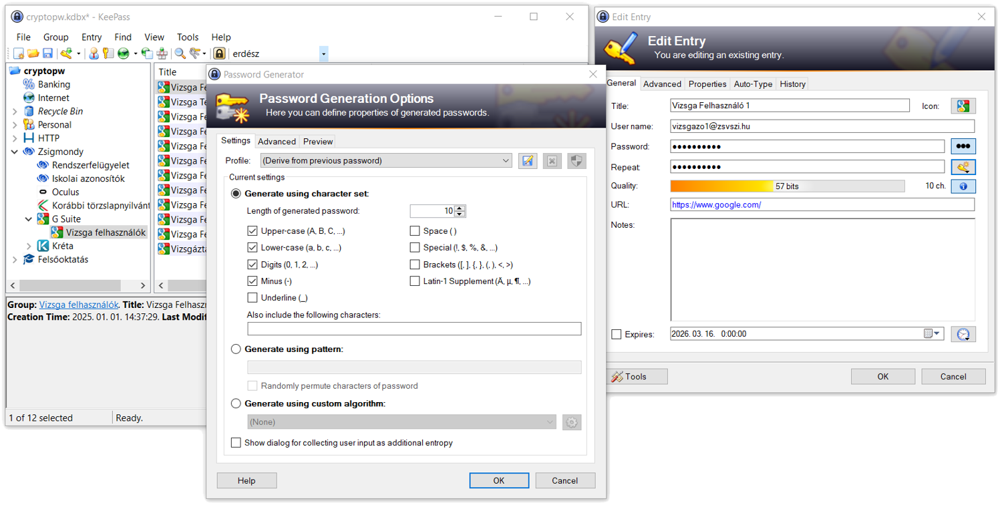 cryptopw.kdbx* - KeePass
File Group Entry Find View Tools Help
erdész
cryptopw
Banking
Internet
Recycle Bin
Personal
HTTP
Zsigmondy
Rendszerfelügyelet
Iskolai azonosítók
Oculus
Korábbi törzslapnyilvánt
G Suite
Vizsga felhasználók
Kréta
Felsőoktatás
Title
Vizsga Fe
Vizsga Te
Vizsga Fe
Vizsga Fe
Vizsga Fe
Vizsga Fe
Vizsga Fe
Vizsga Fe
Vizsga Fe
Vizsga Fe
Vizsga Fe
Vizsgázta
Group: Vizsga felhasználók. Title: Vizsga Felhaszn
Creation Time: 2025. 01. 01. 14:37:29. Last Modif
1 of 12 selected Ready.
Password Generator
Password Generation Options
Here you can define properties of generated passwords.
Settings Advanced Preview
Profile: (Derive from previous password)
Current settings
Generate using character set:
Length of generated password: 10
Upper-case (A, B, C, ...) Space ( )
Lower-case (a, b, c, ...) Special (!, $, %, &, ...)
Digits (0, 1, 2, ...) Brackets ([, ], {, }, (, ), <, >)
Minus (-) Latin-1 Supplement (Ä, µ, ¶, ...)
Underline (_)
Also include the following characters:
Generate using pattern:
Randomly permute characters of password
Generate using custom algorithm:
(None)
Show dialog for collecting user input as additional entropy
Help OK Cancel
Edit Entry
Edit Entry
You are editing an existing entry.
General Advanced Properties Auto-Type History
Title: Vizsga Felhasználó 1 Icon:
User name: vizsgazo1@zsvszi.hu
Password: ●●●●●●●●●● ●●●
Repeat: ●●●●●●●●●●
Quality: 57 bits 10 ch.
URL: https://www.google.com/
Notes:
Expires: 2026. 03. 16. 0:00:00
Tools OK Cancel